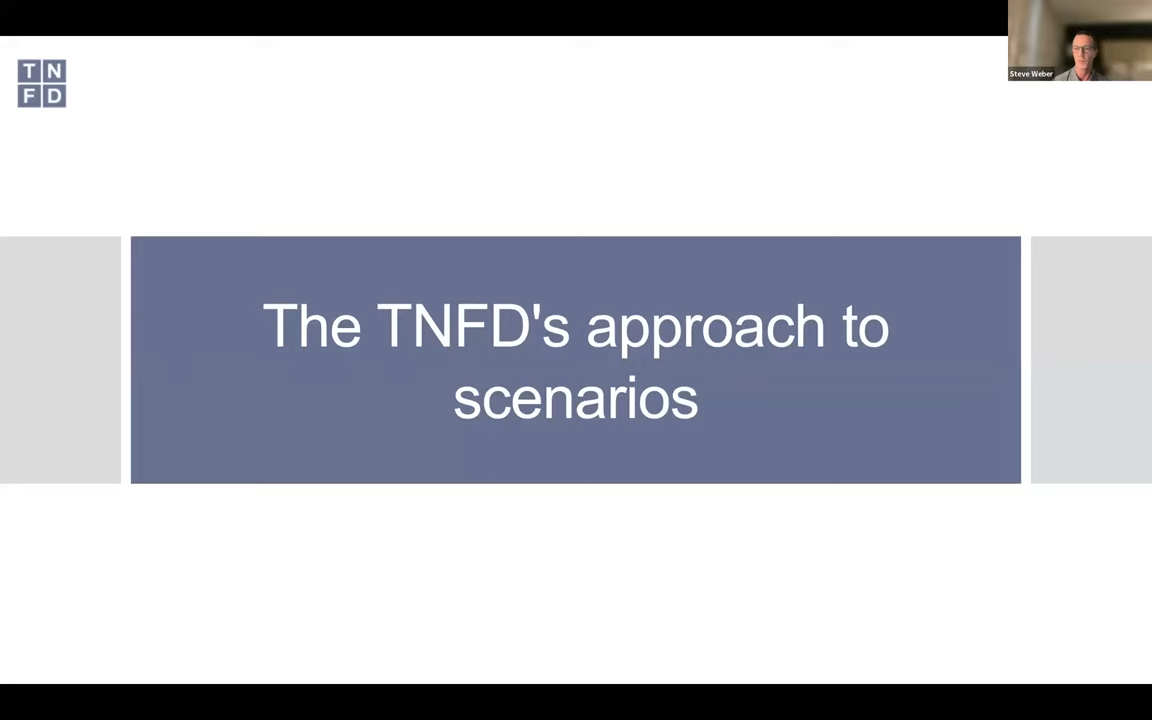 T N
F D
Steve Weber
The TNFD's approach to
scenarios